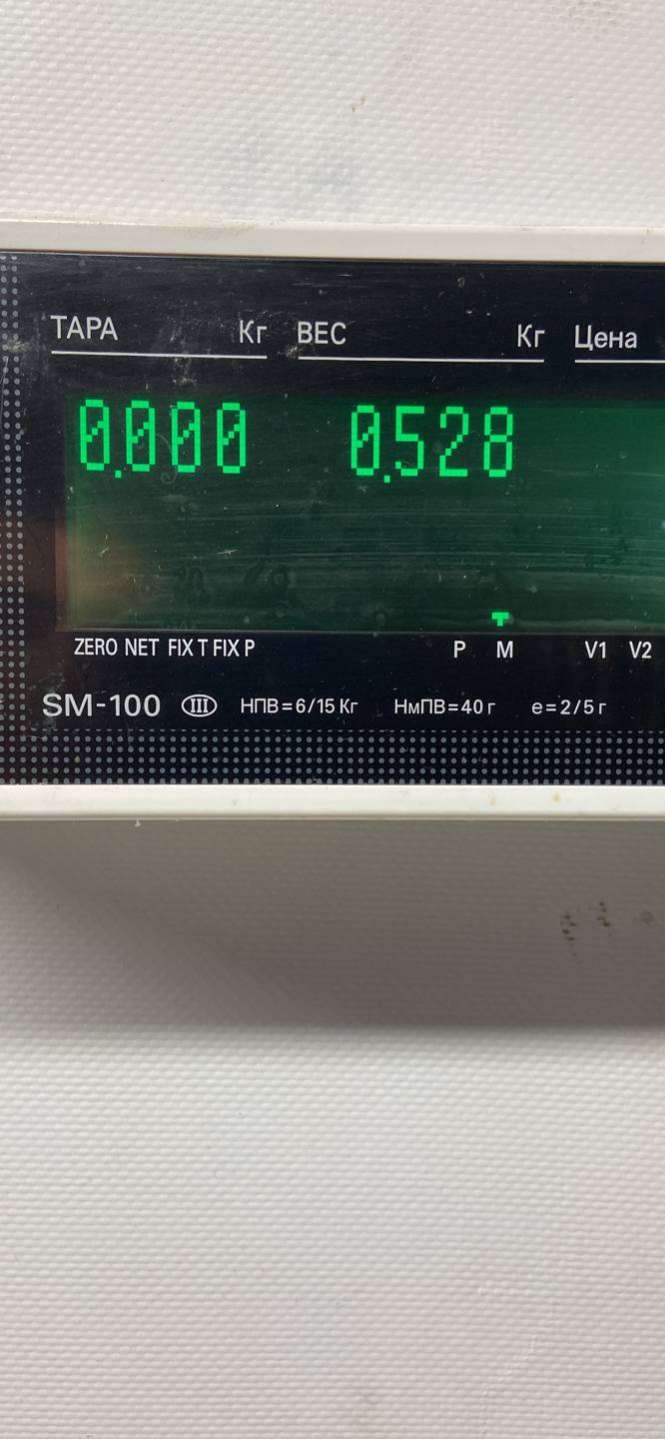 ТАРА Кг ВЕС Кг Цена
0.000 0.528
ZERO NET FIX T FIX P P M V1 V2
SM-100 III НПВ=6/15 Кг НмПВ=40 г e=2/5 г